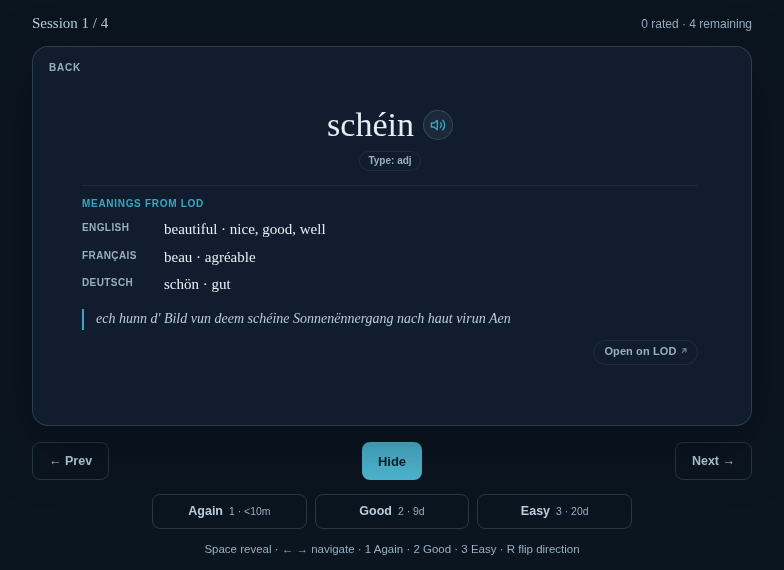 Session 1 / 4
0 rated · 4 remaining
BACK
schéin
Type: adj
MEANINGS FROM LOD
ENGLISH beautiful · nice, good, well
FRANÇAIS beau · agréable
DEUTSCH schön · gut
ech hunn d' Bild vun deem schéine Sonnenënnergang nach haut virun Aen
Open on LOD ↗
← Prev
Hide
Next →
Again 1 · <10m
Good 2 · 9d
Easy 3 · 20d
Space reveal · ← → navigate · 1 Again · 2 Good · 3 Easy · R flip direction